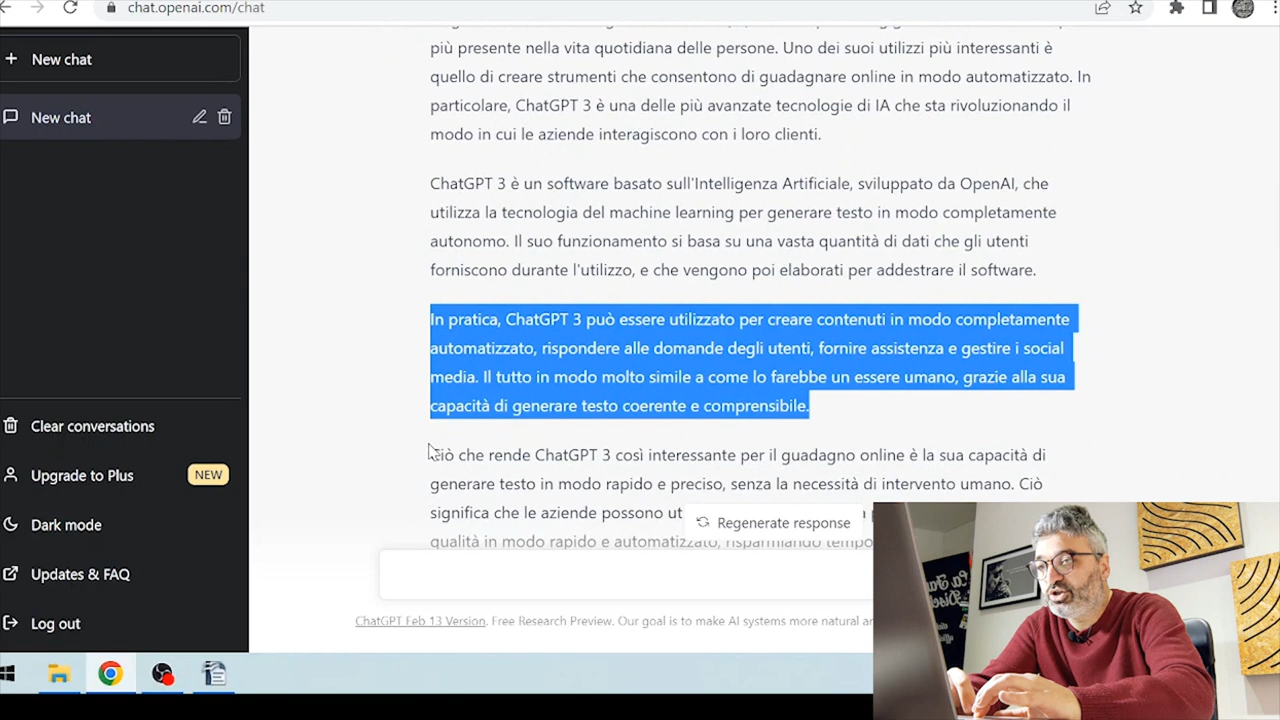 chat.openai.com/chat
New chat
New chat
Clear conversations
Upgrade to Plus
NEW
Dark mode
Updates & FAQ
Log out
più presente nella vita quotidiana delle persone. Uno dei suoi utilizzi più interessanti è
quello di creare strumenti che consentono di guadagnare online in modo automatizzato. In
particolare, ChatGPT 3 è una delle più avanzate tecnologie di IA che sta rivoluzionando il
modo in cui le aziende interagiscono con i loro clienti.
ChatGPT 3 è un software basato sull'Intelligenza Artificiale, sviluppato da OpenAI, che
utilizza la tecnologia del machine learning per generare testo in modo completamente
autonomo. Il suo funzionamento si basa su una vasta quantità di dati che gli utenti
forniscono durante l'utilizzo, e che vengono poi elaborati per addestrare il software.
In pratica, ChatGPT 3 può essere utilizzato per creare contenuti in modo completamente
automatizzato, rispondere alle domande degli utenti, fornire assistenza e gestire i social
media. Il tutto in modo molto simile a come lo farebbe un essere umano, grazie alla sua
capacità di generare testo coerente e comprensibile.
Ciò che rende ChatGPT 3 così interessante per il guadagno online è la sua capacità di
generare testo in modo rapido e preciso, senza la necessità di intervento umano. Ciò
significa che le aziende possono
Regenerate response
qualità in modo rapido e automatizzato, risparmiando tempo
ChatGPT Feb 13 Version. Free Research Preview. Our goal is to make AI systems more natural